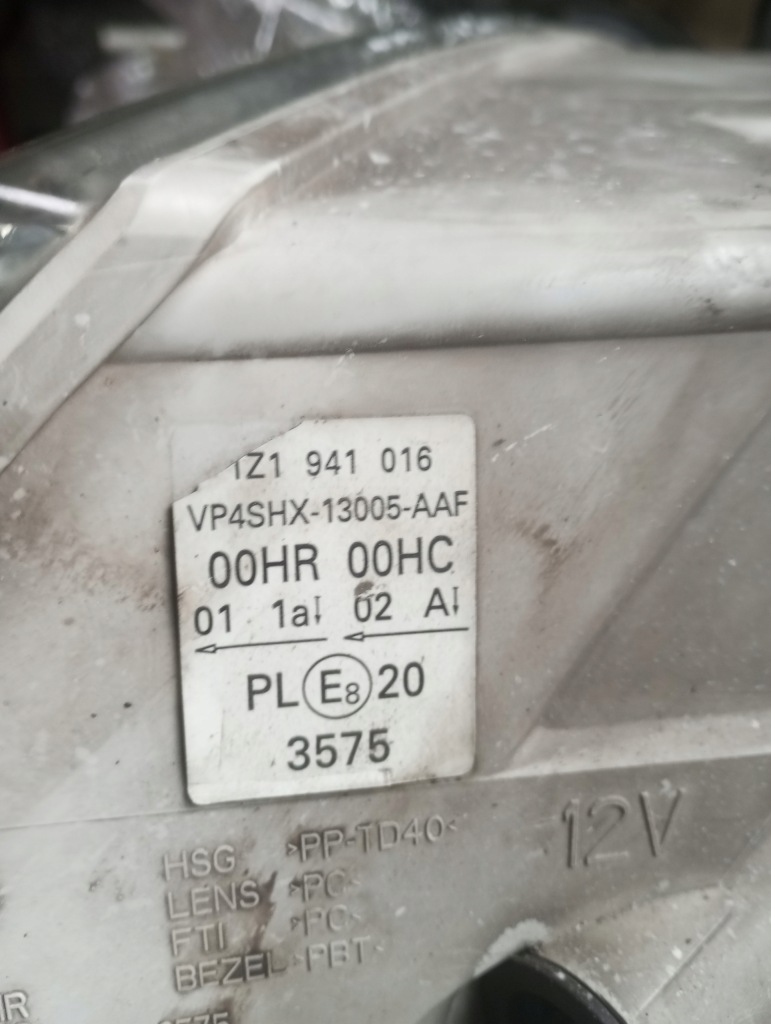 1Z1 941 016
VP4SHX-13005-AAF
00HR 00HC
01 1a↕ 02 A↕
PL E8 20
3575
12V
HSG >PP-TD40<
LENS >PC<
FTI >PC<
BEZEL >PBT<